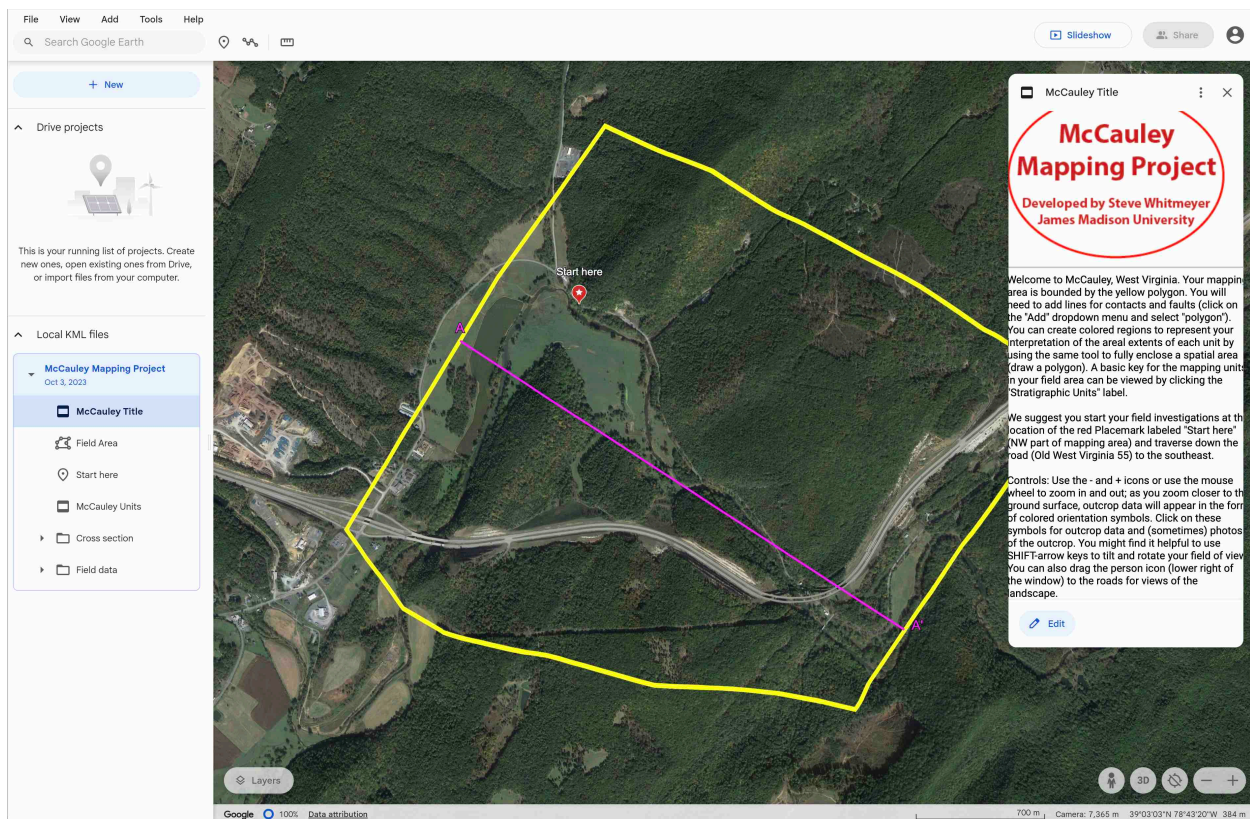 File View Add Tools Help
Search Google Earth
Slideshow
Share
New
Drive projects
This is your running list of projects. Create
new ones, open existing ones from Drive,
or import files from your computer.
Local KML files
McCauley Mapping Project
Oct 3, 2023
McCauley Title
Field Area
Start here
McCauley Units
Cross section
Field data
Start here
A
A'
McCauley Title
McCauley
Mapping Project
Developed by Steve Whitmeyer
James Madison University
Welcome to McCauley, West Virginia. Your mapping
area is bounded by the yellow polygon. You will
need to add lines for contacts and faults (click on
the "Add" dropdown menu and select "polygon").
You can create colored regions to represent your
interpretation of the areal extents of each unit by
using the same tool to fully enclose a spatial area
(draw a polygon). A basic key for the mapping units
in your field area can be viewed by clicking the
"Stratigraphic Units" label.
We suggest you start your field investigations at the
location of the red Placemark labeled "Start here"
(NW part of mapping area) and traverse down the
road (Old West Virginia 55) to the southeast.
Controls: Use the - and + icons or use the mouse
wheel to zoom in and out; as you zoom closer to the
ground surface, outcrop data will appear in the form
of colored orientation symbols. Click on these
symbols for outcrop data and (sometimes) photos
of the outcrop. You might find it helpful to use
SHIFT-arrow keys to tilt and rotate your field of view.
You can also drag the person icon (lower right of
the window) to the roads for views of the
landscape.
Edit
Layers
3D
Google 100% Data attribution
700 m Camera: 7,365 m 39°03'03"N 78°43'20"W 384 m